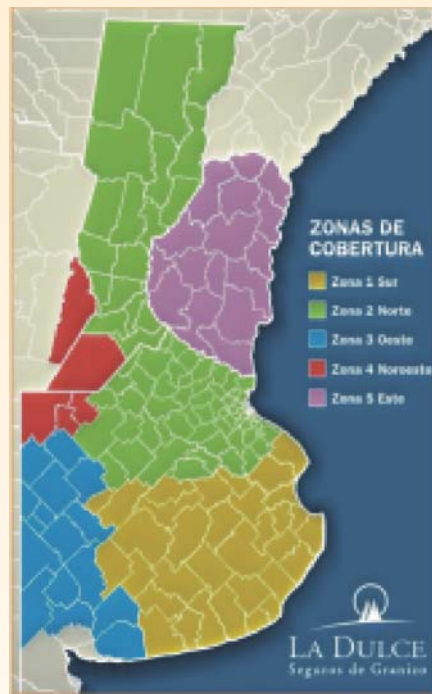 ZONAS DE
COBERTURA
Zona 1 Sur
Zona 2 Norte
Zona 3 Oeste
Zona 4 Noroeste
Zona 5 Este
LA DULCE
Seguros de Granizo